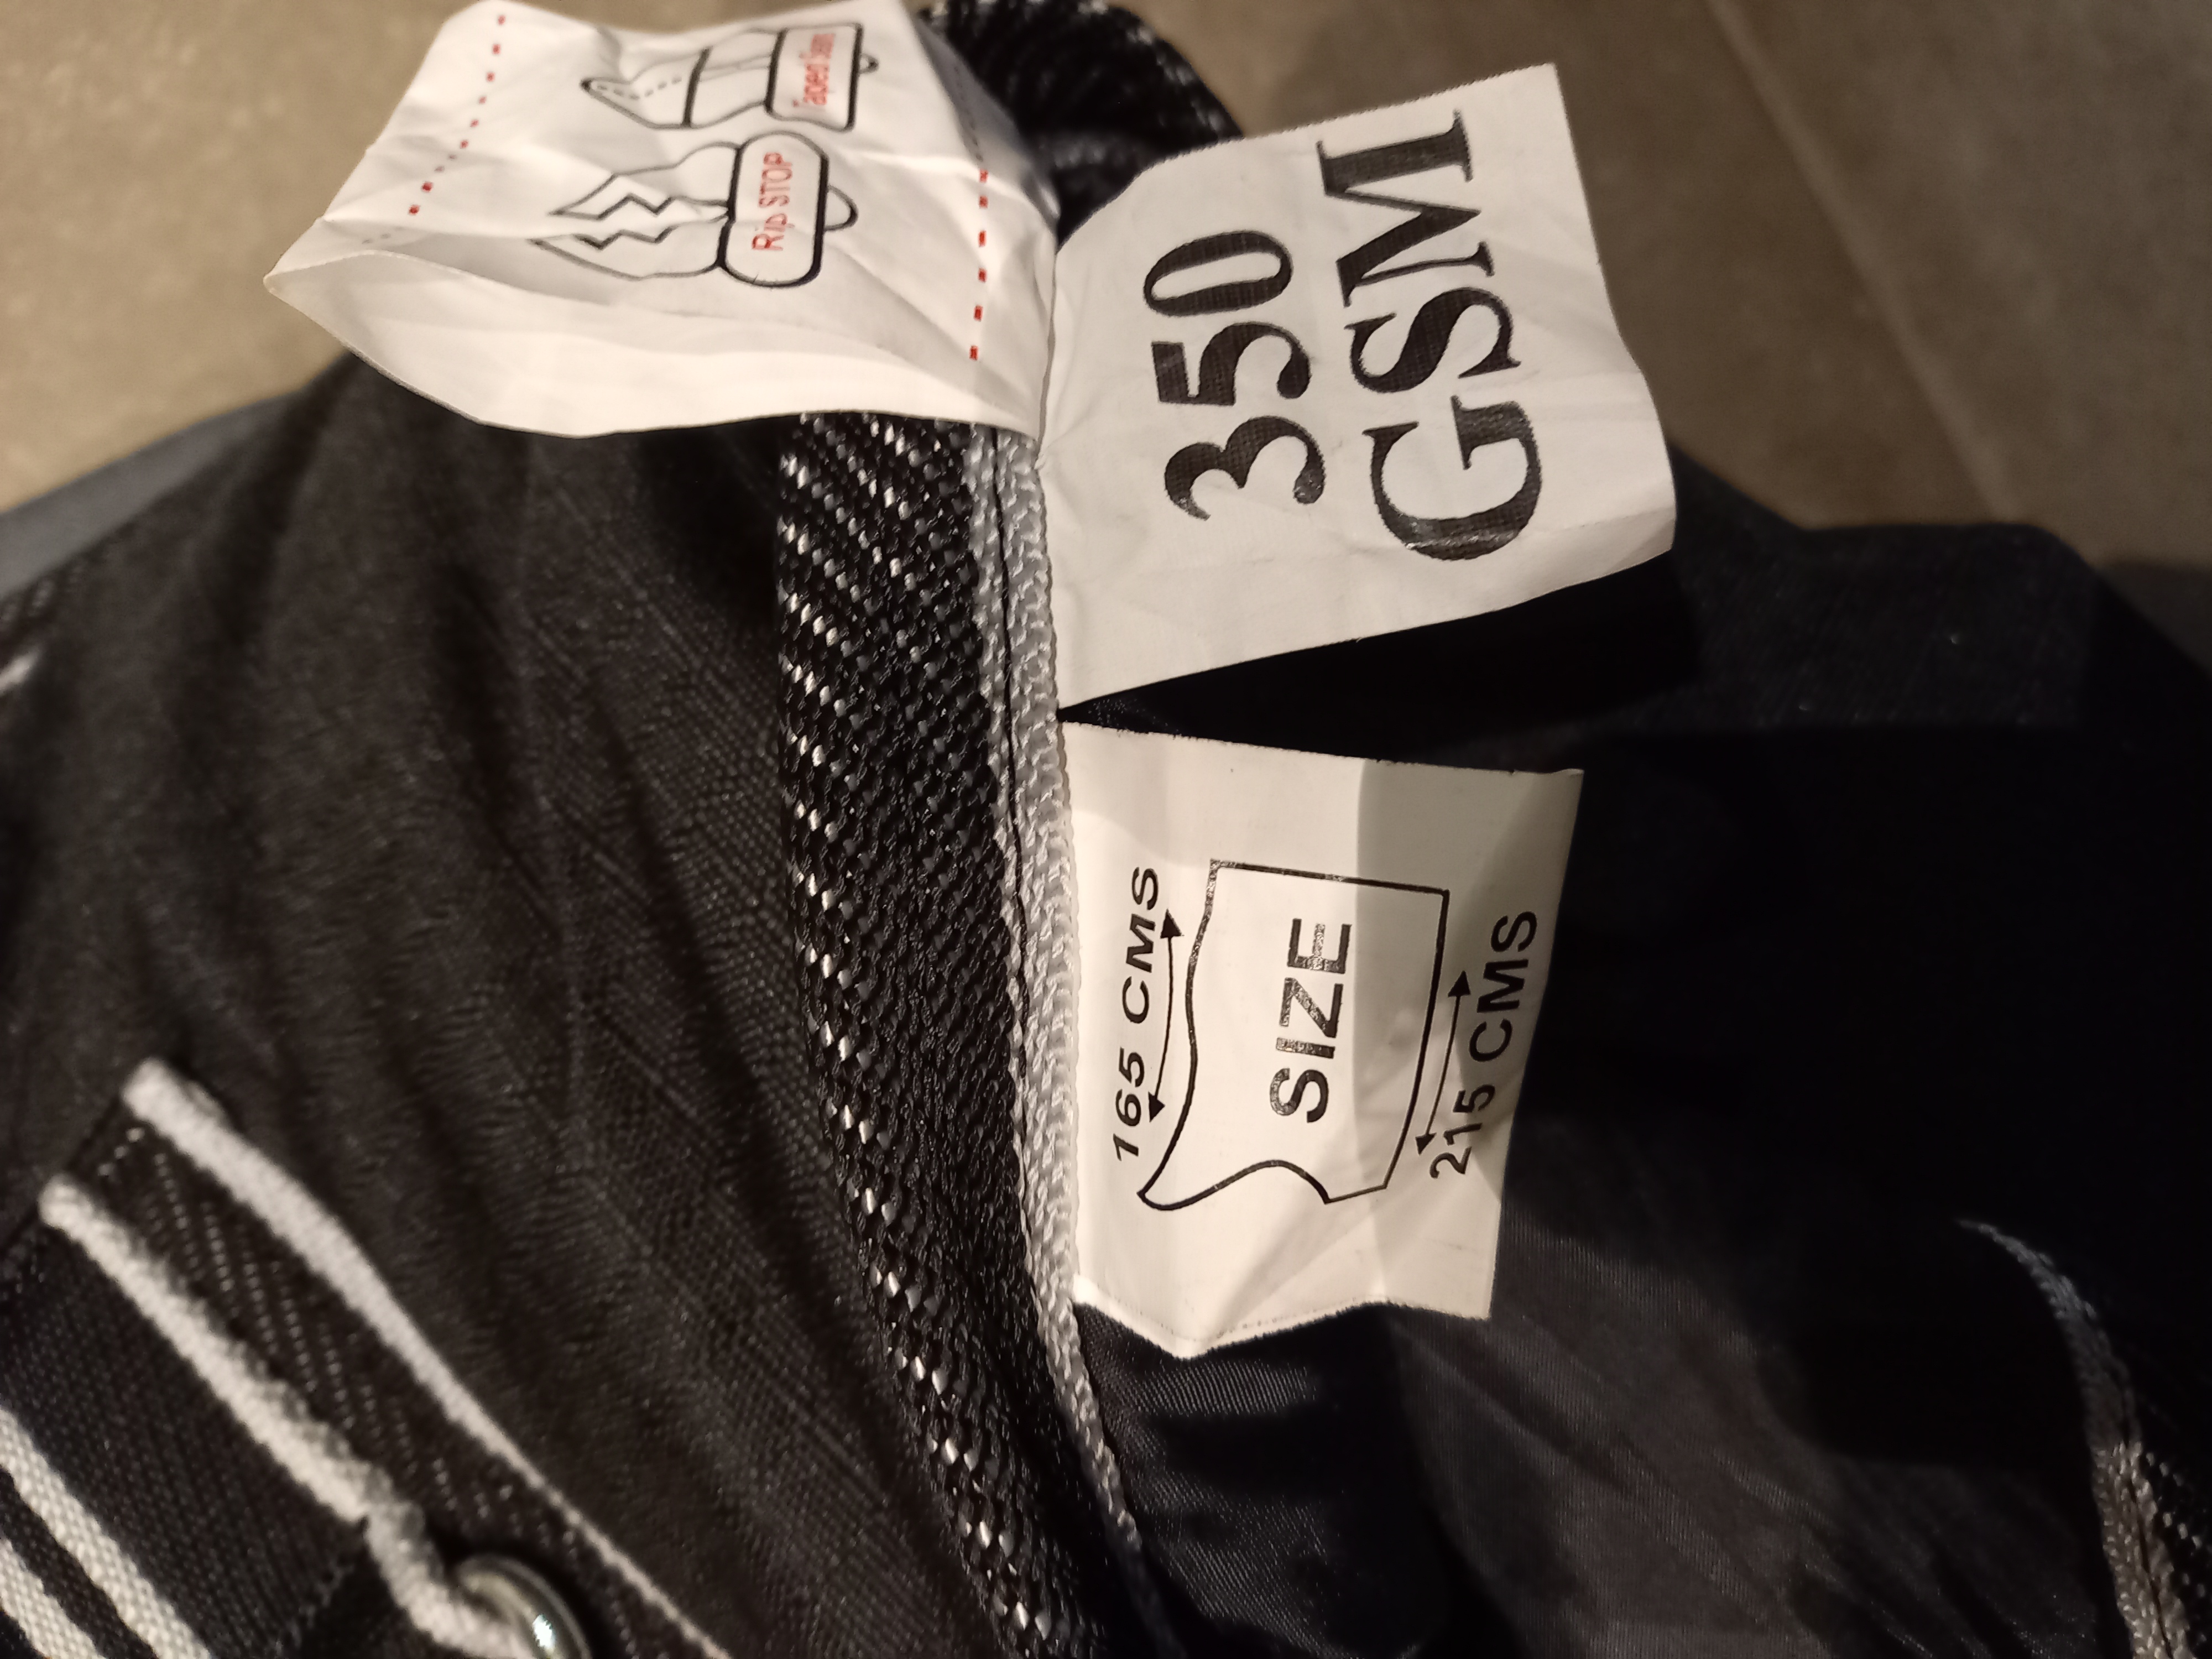 Taped Seams
Rip STOP
350
GSM
165 CMS
SIZE
215 CMS